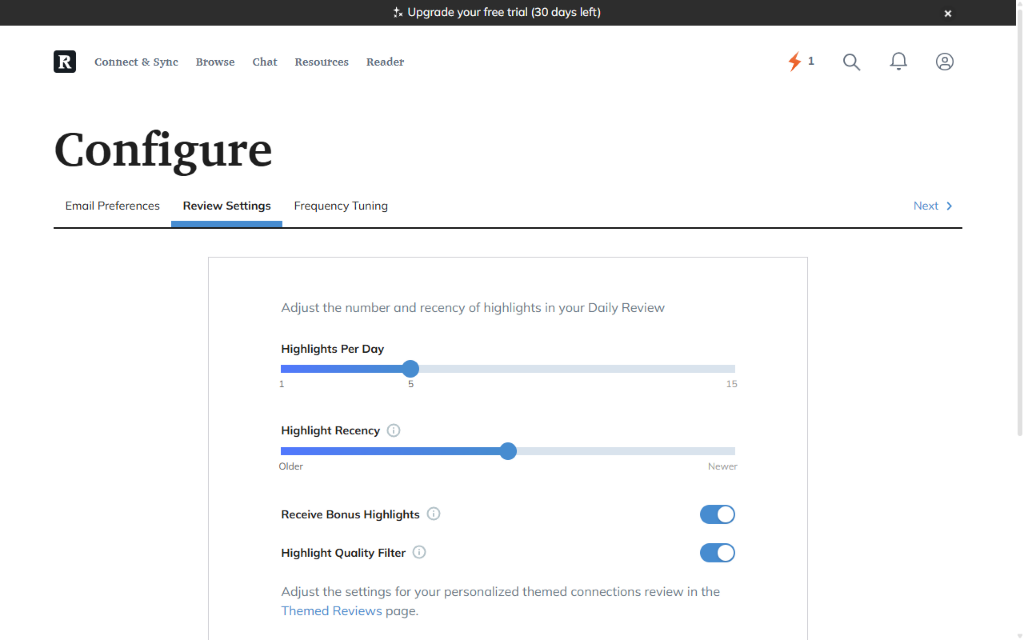 Upgrade your free trial (30 days left)
R
Connect & Sync Browse Chat Resources Reader 1
Configure
Email Preferences Review Settings Frequency Tuning Next
Adjust the number and recency of highlights in your Daily Review
Highlights Per Day
1 5 15
Highlight Recency
Older Newer
Receive Bonus Highlights
Highlight Quality Filter
Adjust the settings for your personalized themed connections review in the
Themed Reviews page.